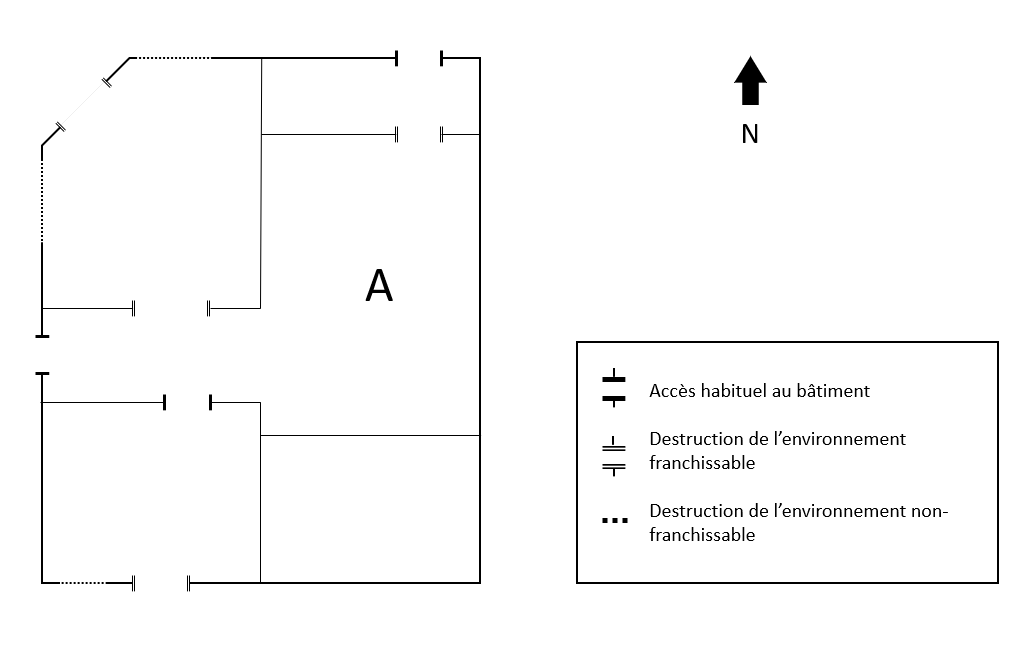 N
A
Accès habituel au bâtiment
Destruction de l’environnement
franchissable
Destruction de l’environnement non-
franchissable